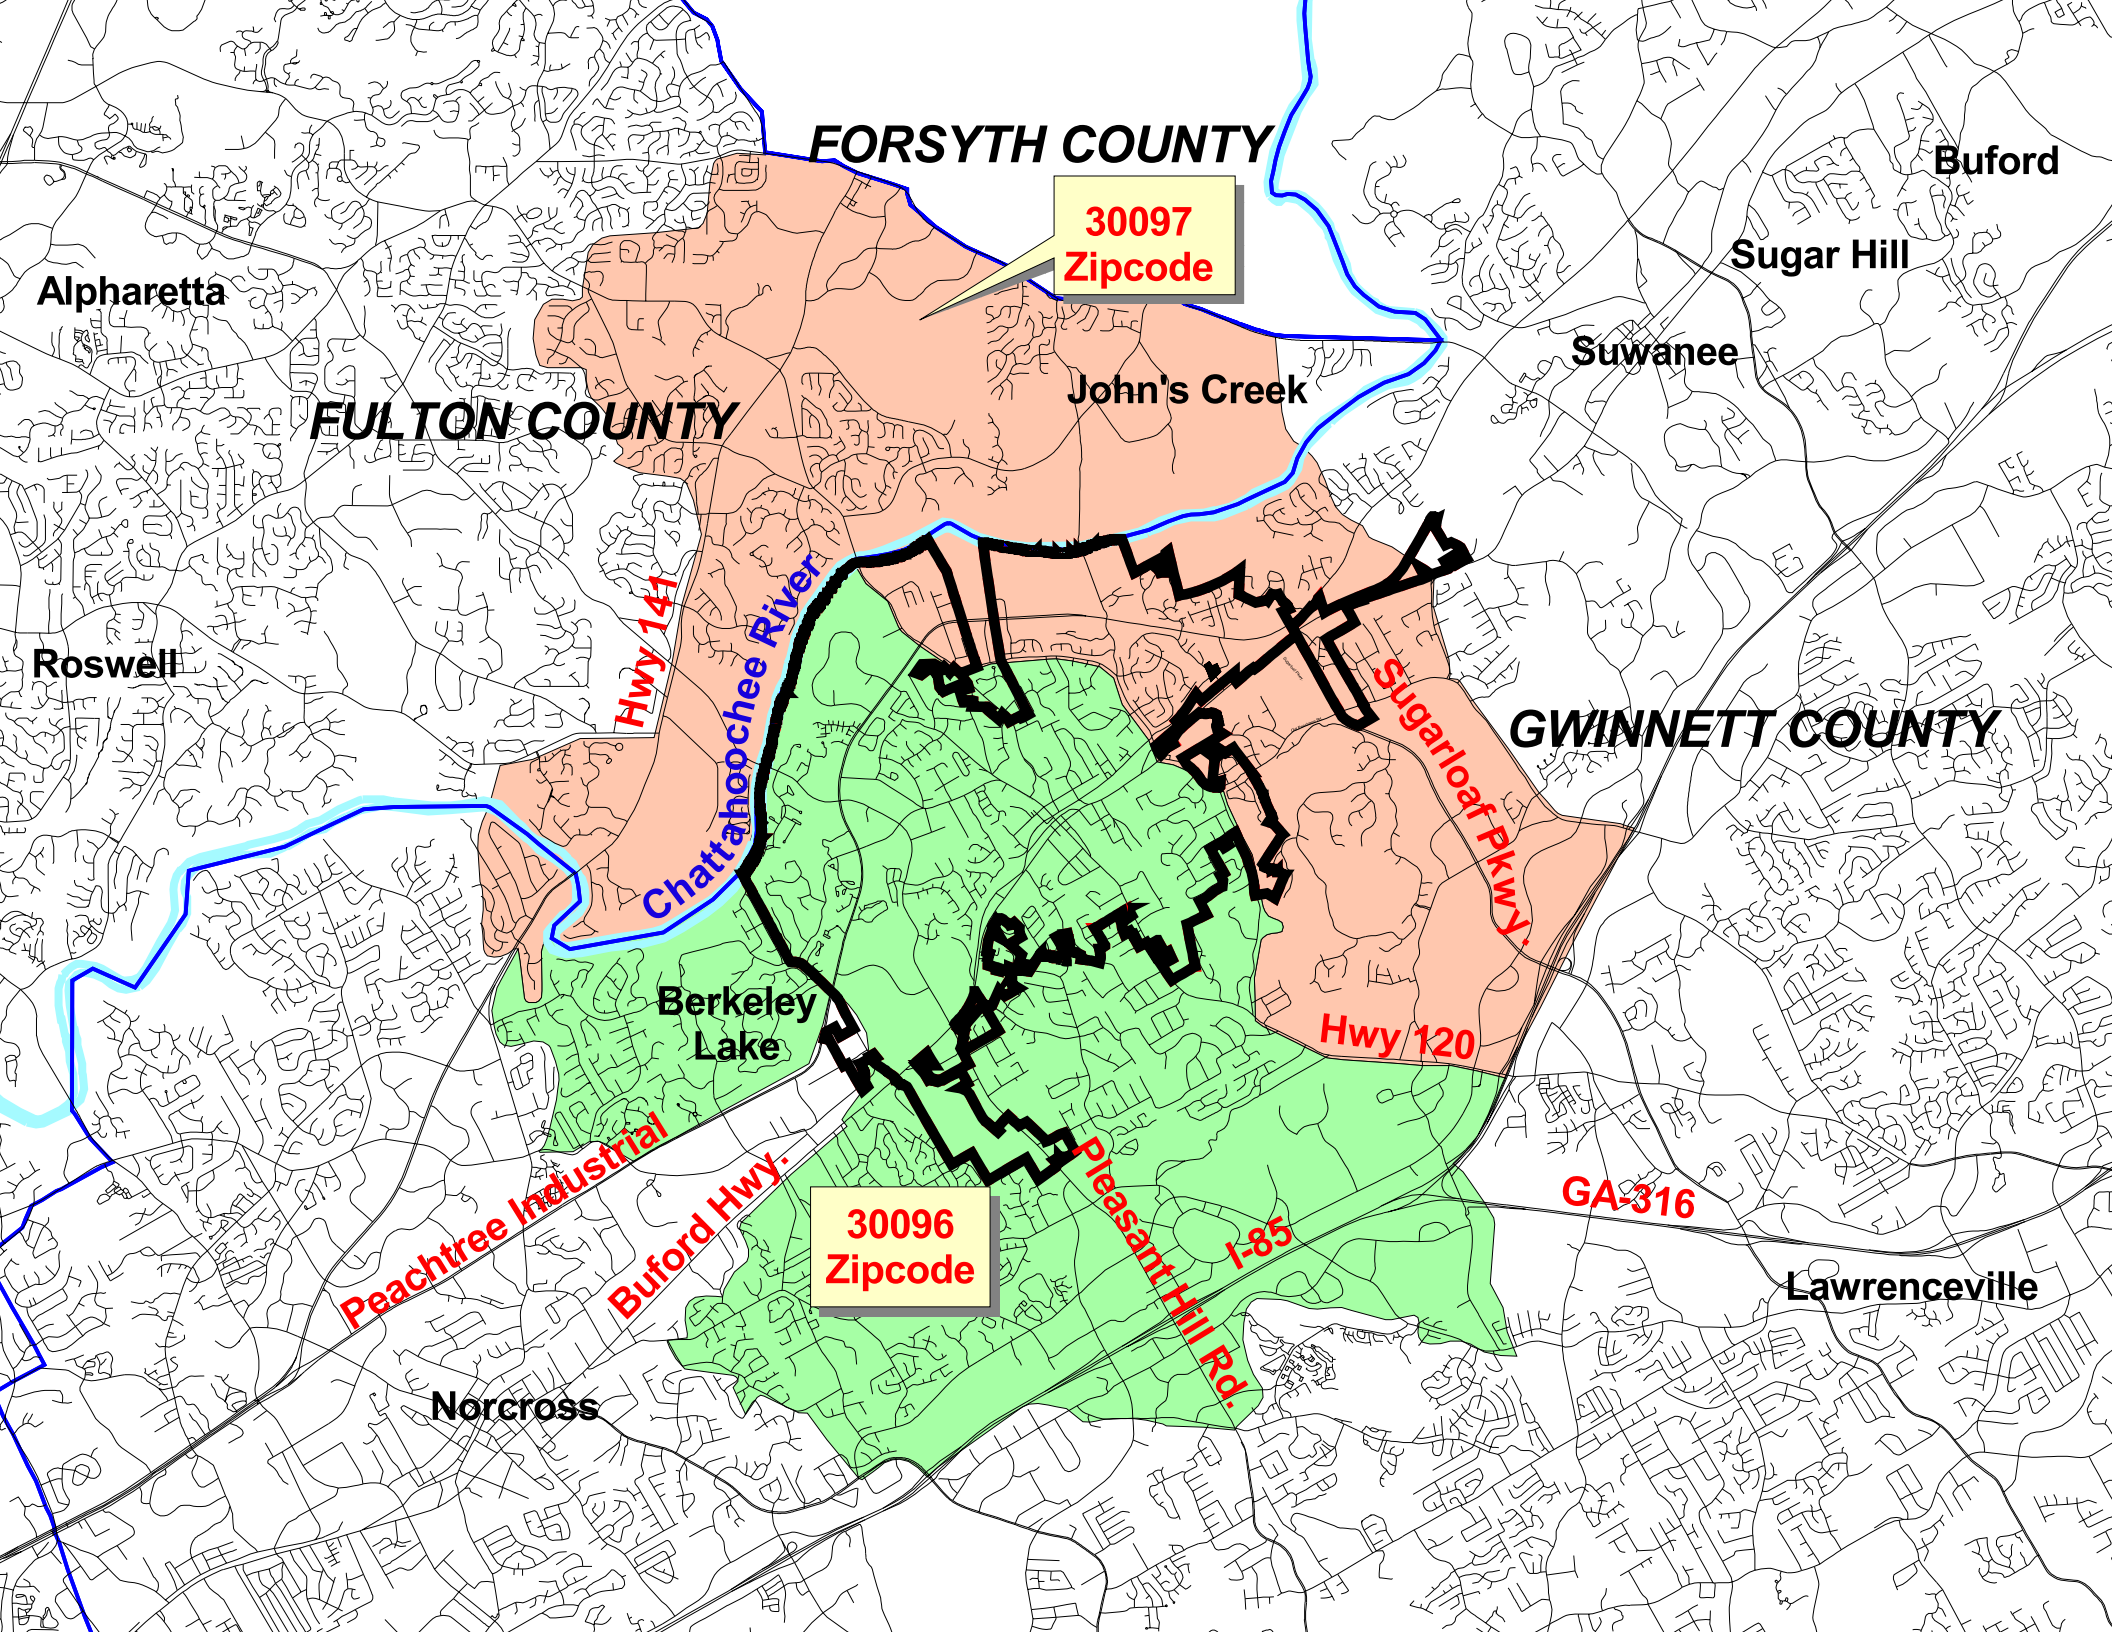 FORSYTH COUNTY
Buford
30097
Zipcode
Sugar Hill
Alpharetta
Suwanee
John's Creek
FULTON COUNTY
Hwy 141
Chattahoochee River
Roswell
Sugarloaf Pkwy.
GWINNETT COUNTY
Berkeley
Lake
Hwy 120
Peachtree Industrial
Buford Hwy.
Pleasant Hill Rd.
GA-316
30096
Zipcode
I-85
Lawrenceville
Norcross